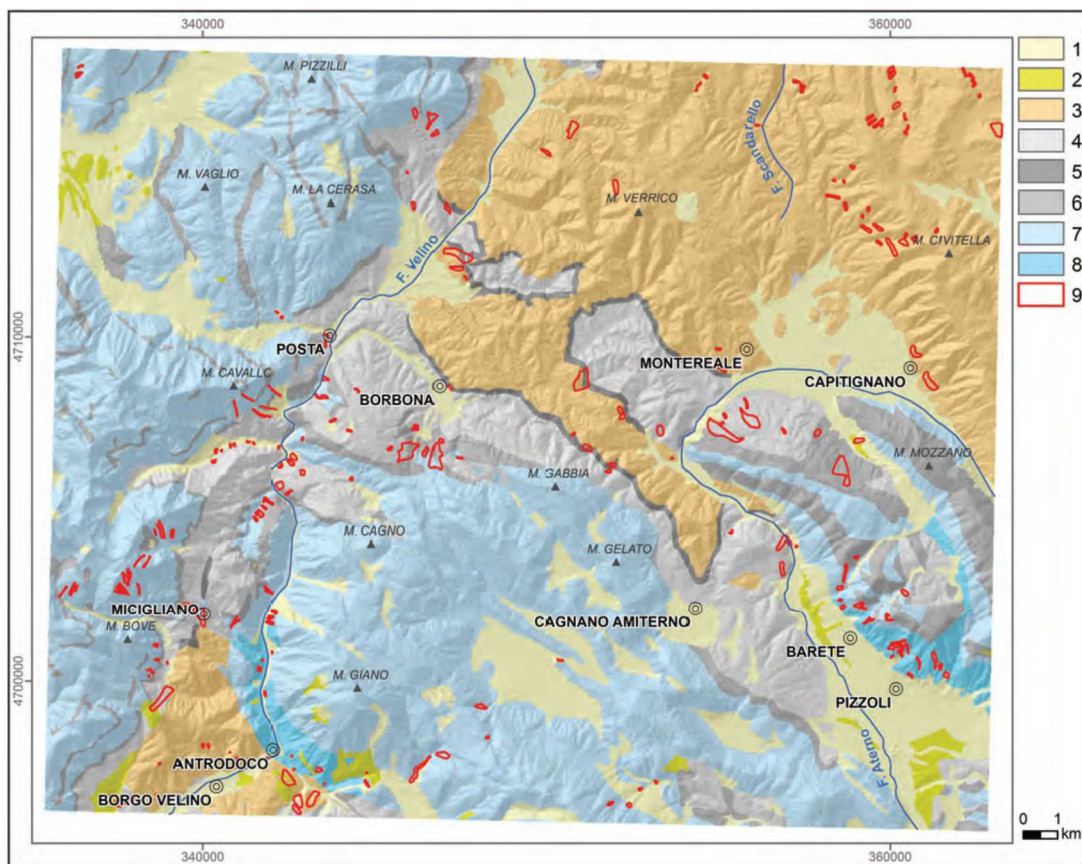 340000
360000
1
2
3
4
5
6
7
8
9
M. PIZZILLI
F. Scandarello
M. VAGLIO
M. LA CERASA
M. VERRICO
M. CIVITELLA
F. Velino
4710000
POSTA
MONTEREALE
CAPITIGNANO
M. CAVALLC
BORBONA
M. MOZZANO
M. GABBIA
M. CAGNO
M. GELATO
MICIGLIANO
CAGNANO AMITERNO
M. BOVE
BARETE
4700000
M. GIANO
PIZZOLI
ANTRODOCO
F. Aterno
BORGO VELINO
0 1
km
340000
360000